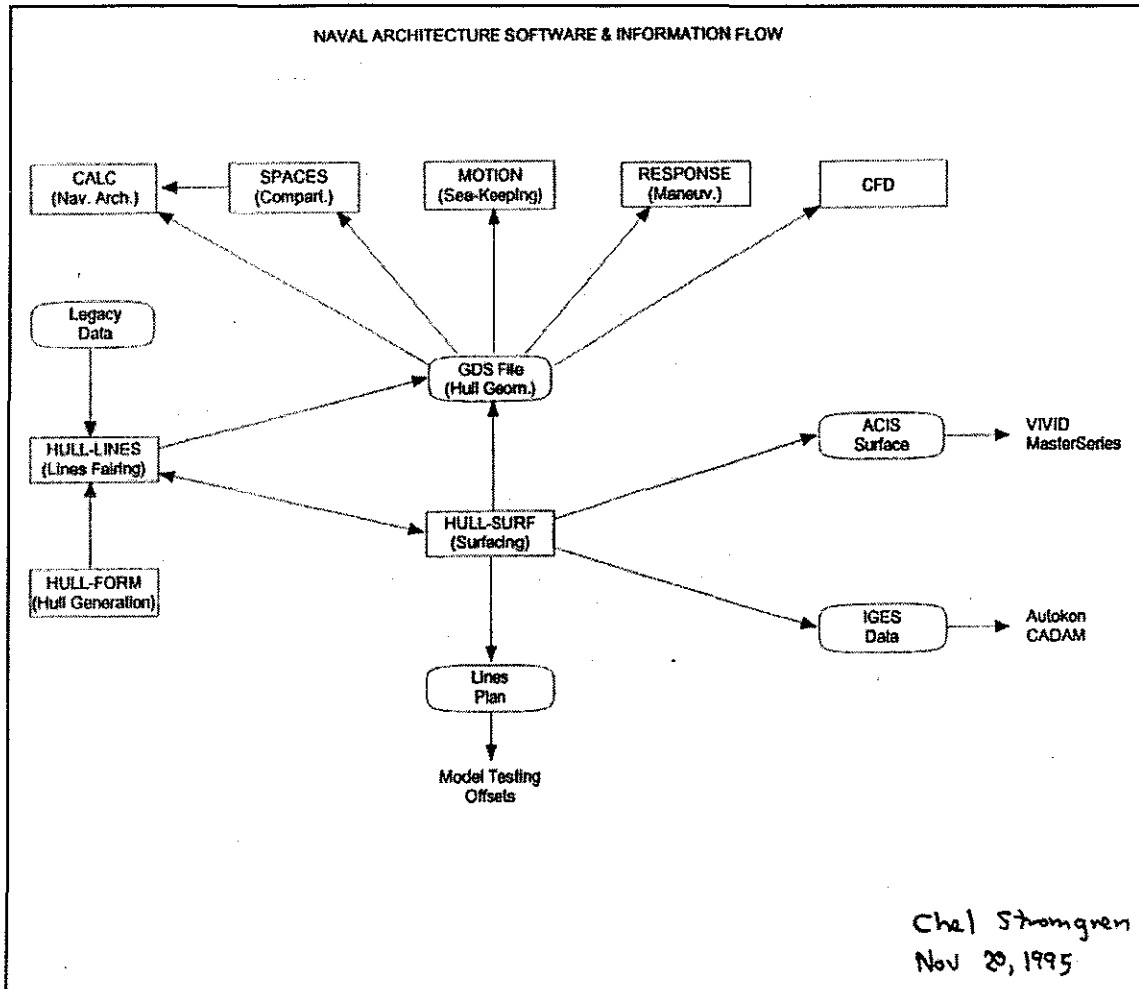 NAVAL ARCHITECTURE SOFTWARE & INFORMATION FLOW
CALC
(Nav. Arch.)
SPACES
(Compart.)
MOTION
(Sea-Keeping)
RESPONSE
(Maneuv.)
CFD
Legacy
Data
GDS File
(Hull Geom.)
HULL-LINES
(Lines Fairing)
ACIS
Surface
VIVID
MasterSeries
HULL-SURF
(Surfacing)
HULL-FORM
(Hull Generation)
IGES
Data
Autokon
CADAM
Lines
Plan
Model Testing
Offsets
Chel Stromgren
Nov 20, 1995